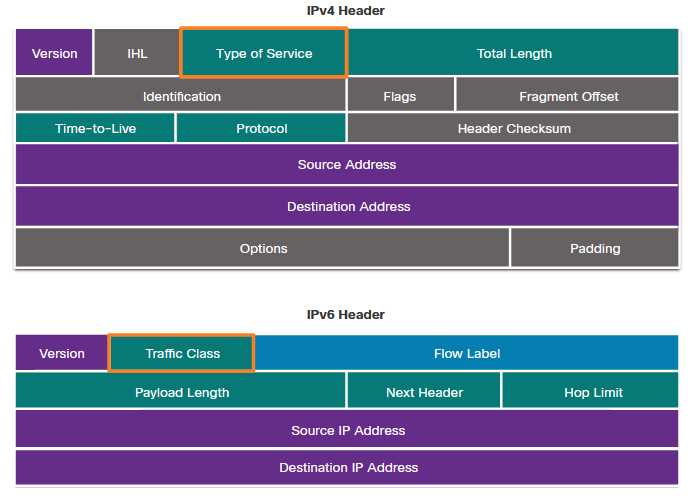 IPv4 Header
Version IHL Type of Service Total Length
Identification Flags Fragment Offset
Time-to-Live Protocol Header Checksum
Source Address
Destination Address
Options Padding
IPv6 Header
Version Traffic Class Flow Label
Payload Length Next Header Hop Limit
Source IP Address
Destination IP Address